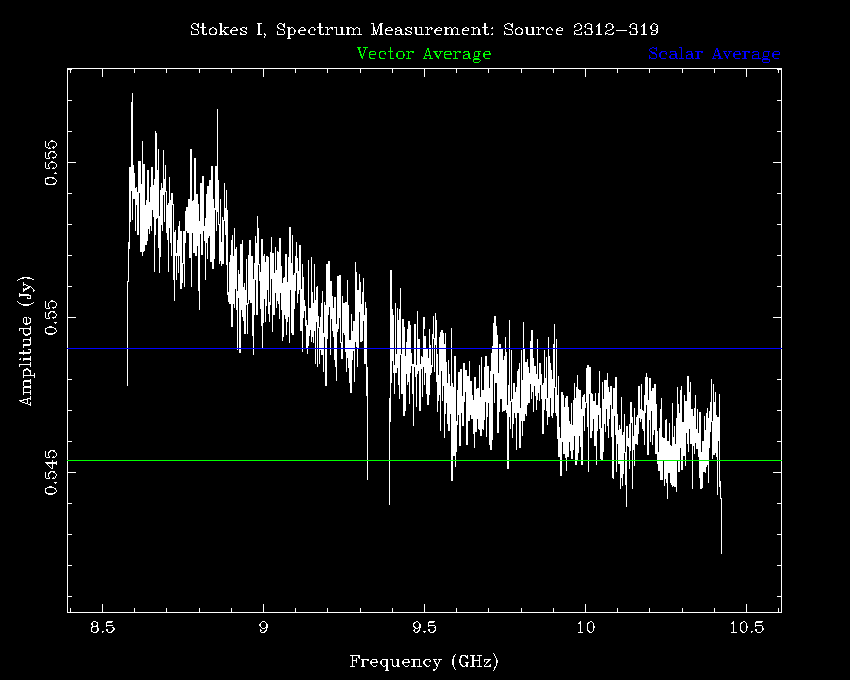 Stokes I, Spectrum Measurement: Source 2312-319
Vector Average Scalar Average
0.555
0.55
0.545
Amplitude (Jy)
8.5 9 9.5 10 10.5
Frequency (GHz)